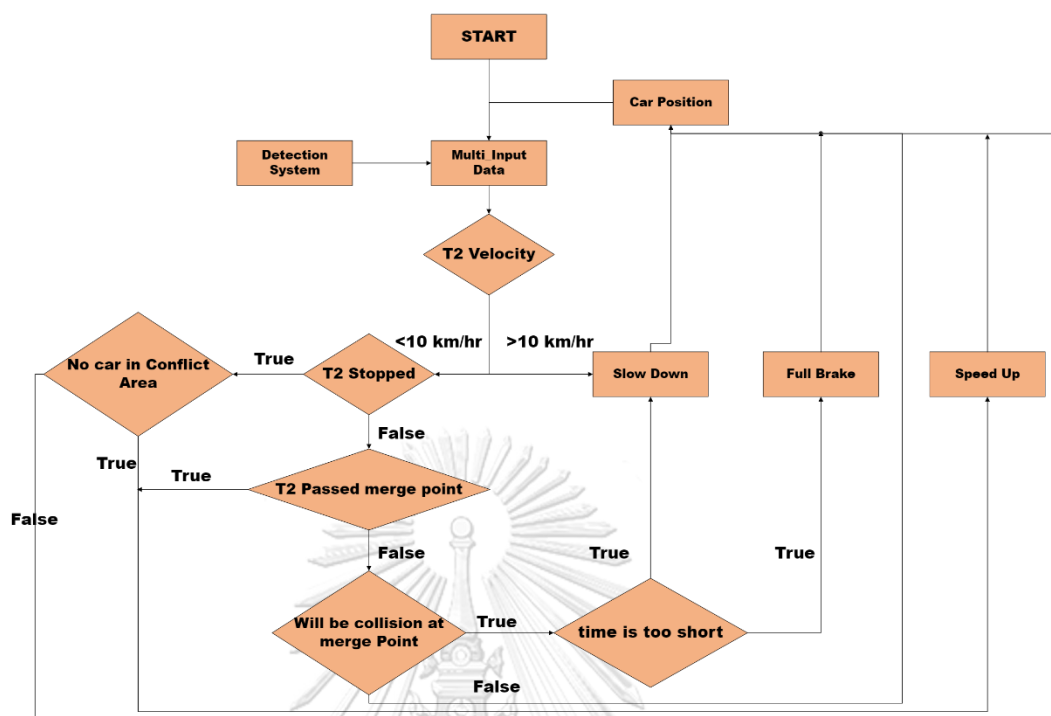 START
Car Position
Detection
System
Multi_Input
Data
T2 Velocity
<10 km/hr
>10 km/hr
No car in Conflict
Area
True
T2 Stopped
Slow Down
Full Brake
Speed Up
False
True
True
T2 Passed merge point
False
False
True
True
Will be collision at
merge Point
True
time is too short
False